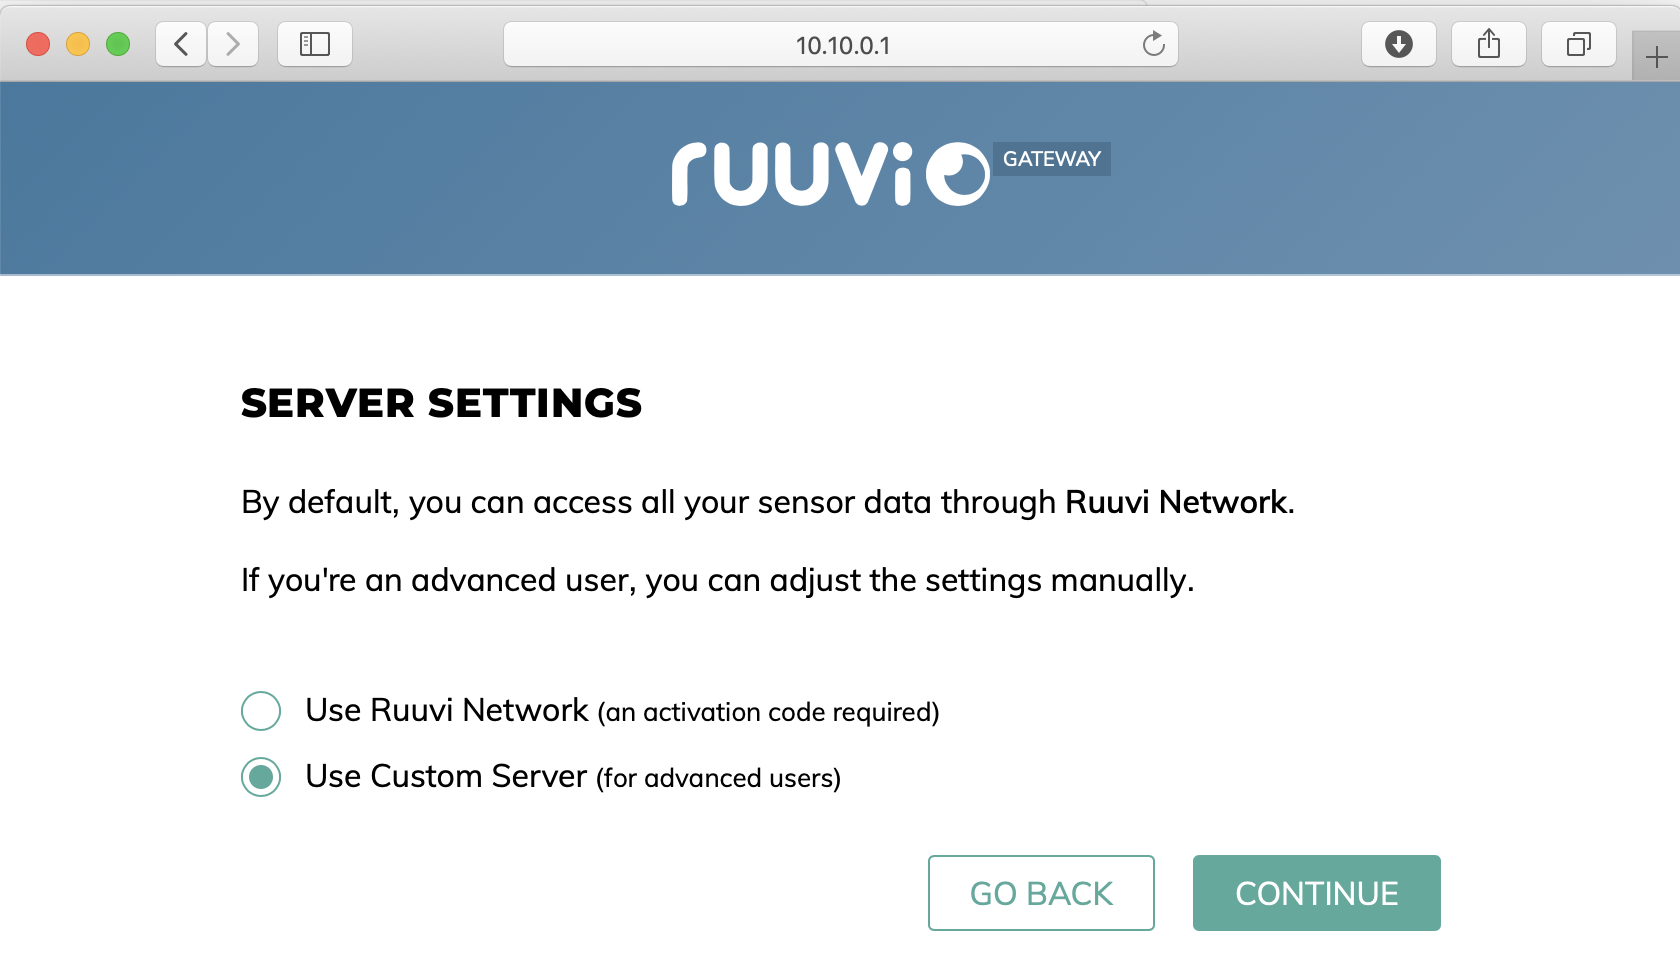 10.10.0.1
ruuvi GATEWAY
SERVER SETTINGS
By default, you can access all your sensor data through Ruuvi Network.
If you're an advanced user, you can adjust the settings manually.
Use Ruuvi Network (an activation code required)
Use Custom Server (for advanced users)
GO BACK CONTINUE